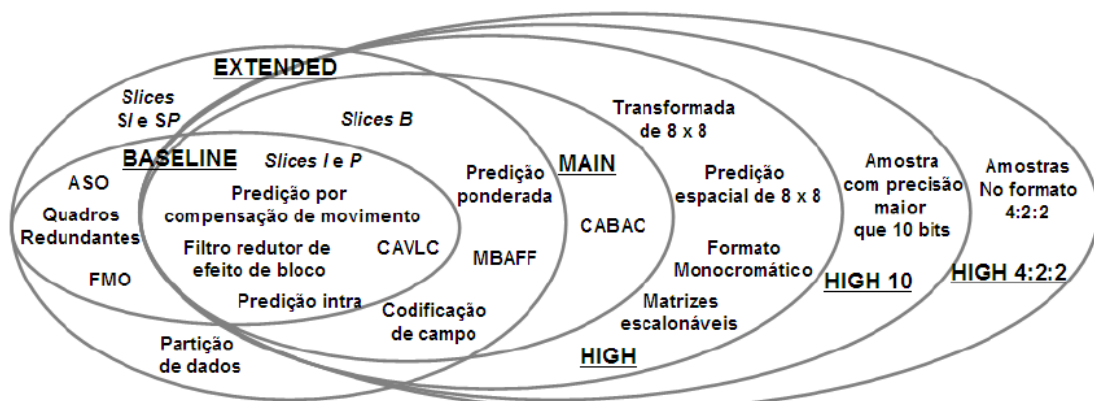 EXTENDED
Slices
SI e SP
Slices B
BASELINE
Slices I e P
ASO
Quadros
Redundantes
FMO
Predição por
compensação de movimento
Filtro redutor de
efeito de bloco
CAVLC
Predição intra
Partição
de dados
Codificação
de campo
Predição
ponderada
MBAFF
MAIN
CABAC
Transformada
de 8 x 8
Predição
espacial de 8 x 8
Formato
Monocromático
Matrizes
escalonáveis
HIGH
Amostra
com precisão
maior
que 10 bits
HIGH 10
Amostras
No formato
4:2:2
HIGH 4:2:2